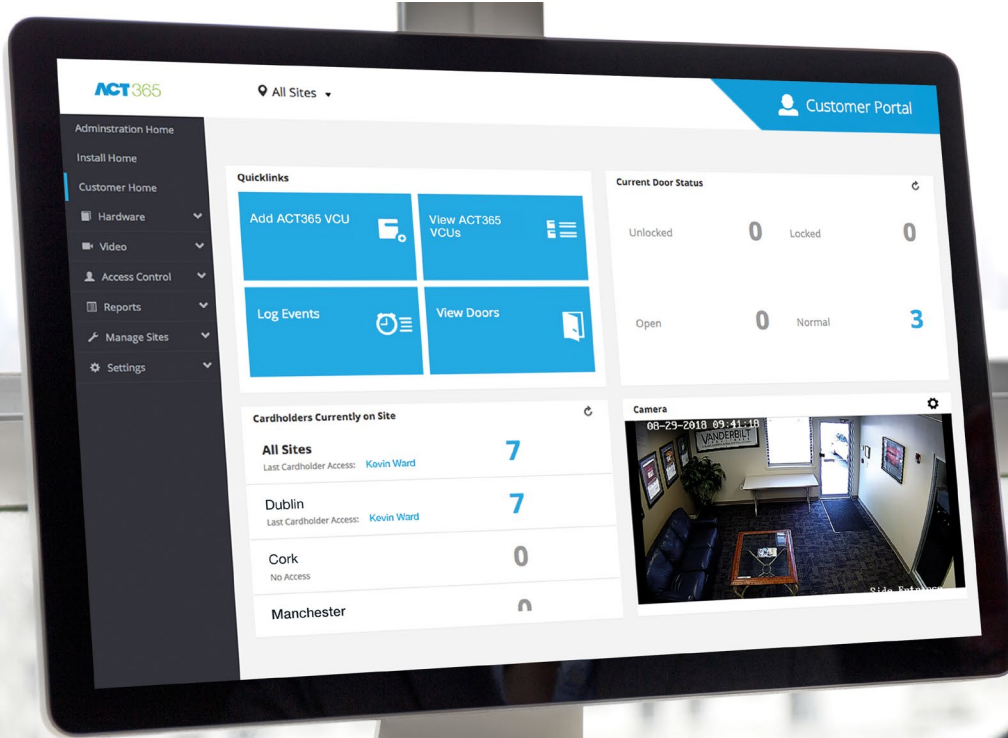 ACT365
All Sites
Customer Portal
Adminstration Home
Install Home
Customer Home
Hardware
Video
Access Control
Reports
Manage Sites
Settings
Quicklinks
Add ACT365 VCU
View ACT365
VCUs
Log Events
View Doors
Current Door Status
Unlocked 0 Locked 0
Open 0 Normal 3
Cardholders Currently on Site
All Sites 7
Last Cardholder Access: Kovin Ward
Dublin 7
Last Cardholder Access: Kevin Ward
Cork 0
No Access
Manchester 0
Camera
08-29-2018 09:41:18
VANDERBILT
Side Entrance